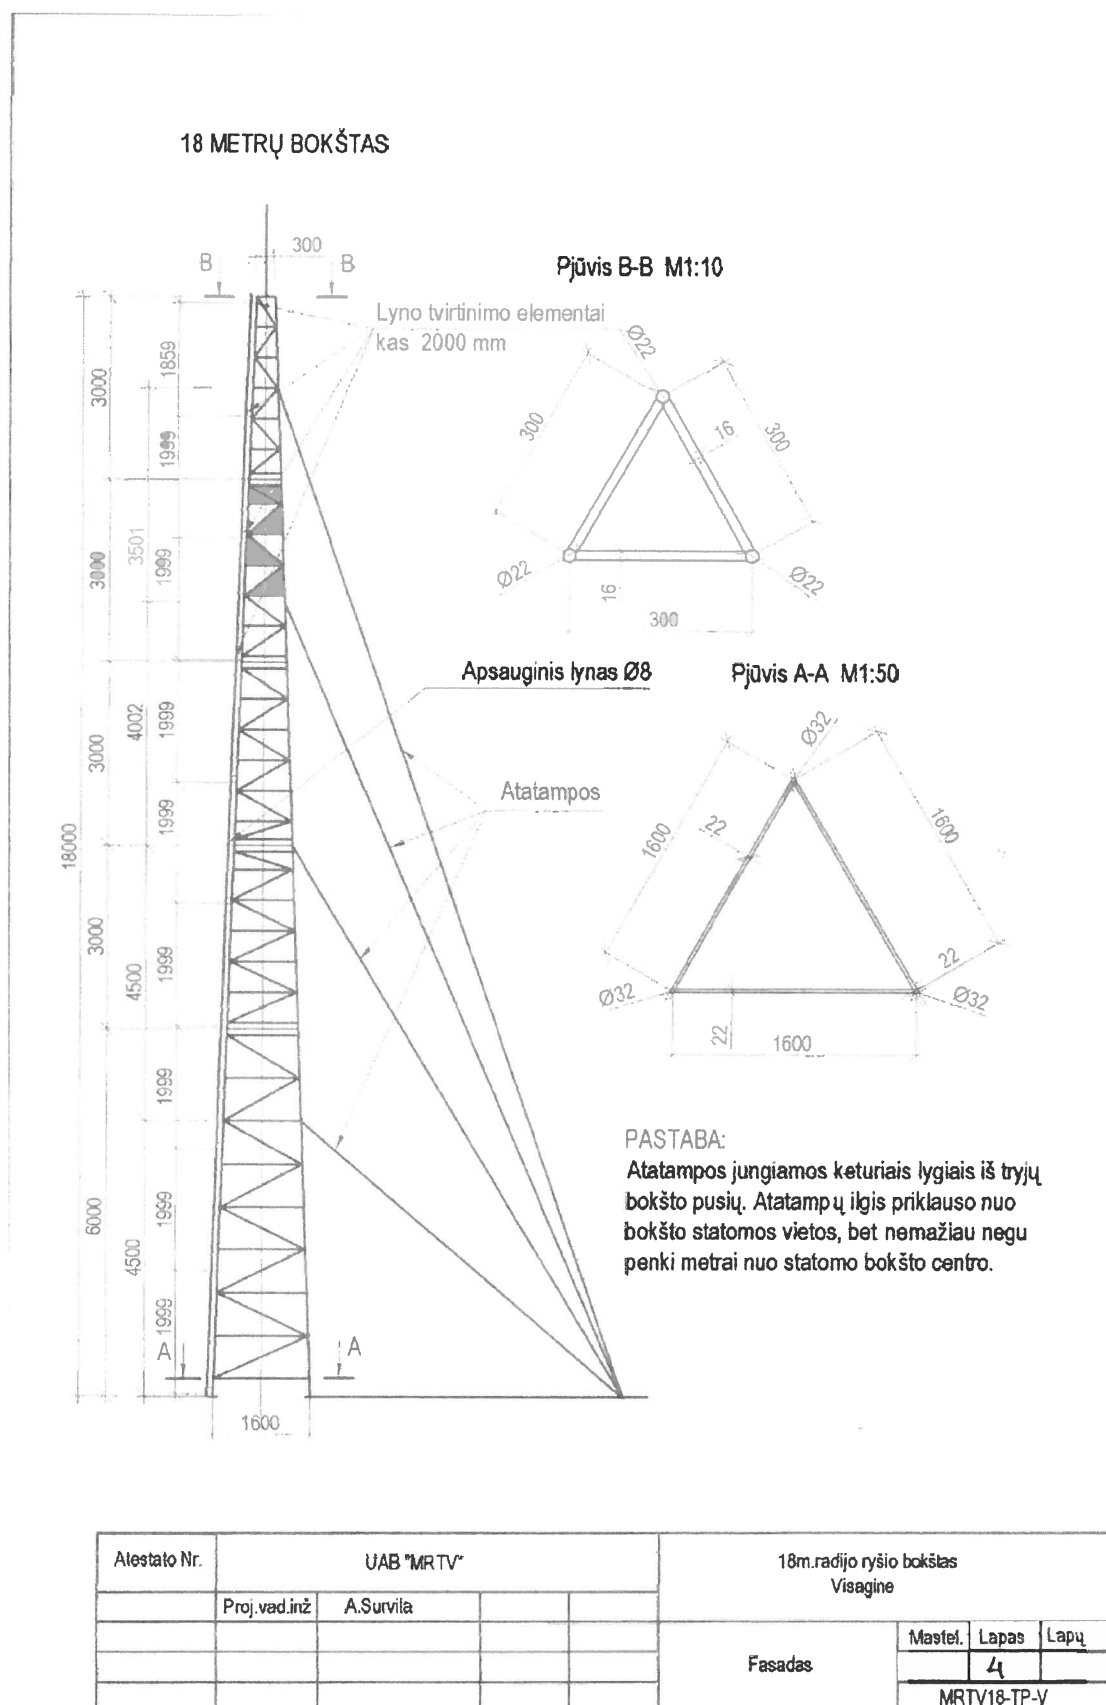 18 METRŲ BOKŠTAS
300
B
B
Pjūvis B-B M1:10
Lyno tvirtinimo elementai
kas 2000 mm
Ø22
300
16
300
Ø22
16
Ø22
300
1859
3000
1999
3501
3000
1999
Apsauginis lynas Ø8
Pjūvis A-A M1:50
4002
1999
3000
Atatampos
1999
18000
Ø32
1600
22
1600
3000
4500
1999
22
Ø32
Ø32
22
1600
1999
PASTABA:
Atatampos jungiamos keturiais lygiais iš tryjų
bokšto pusių. Atatampų ilgis priklauso nuo
bokšto statomos vietos, bet nemažiau negu
penki metrai nuo statomo bokšto centro.
6000
1999
4500
1999
A
A
1600
Atestato Nr.
UAB "MRTV"
18m.radijo ryšio bokštas
Visagine
Proj.vad.inž
A.Survila
Fasadas
Mastel.
Lapas
Lapų
4
MRTV18-TP-V